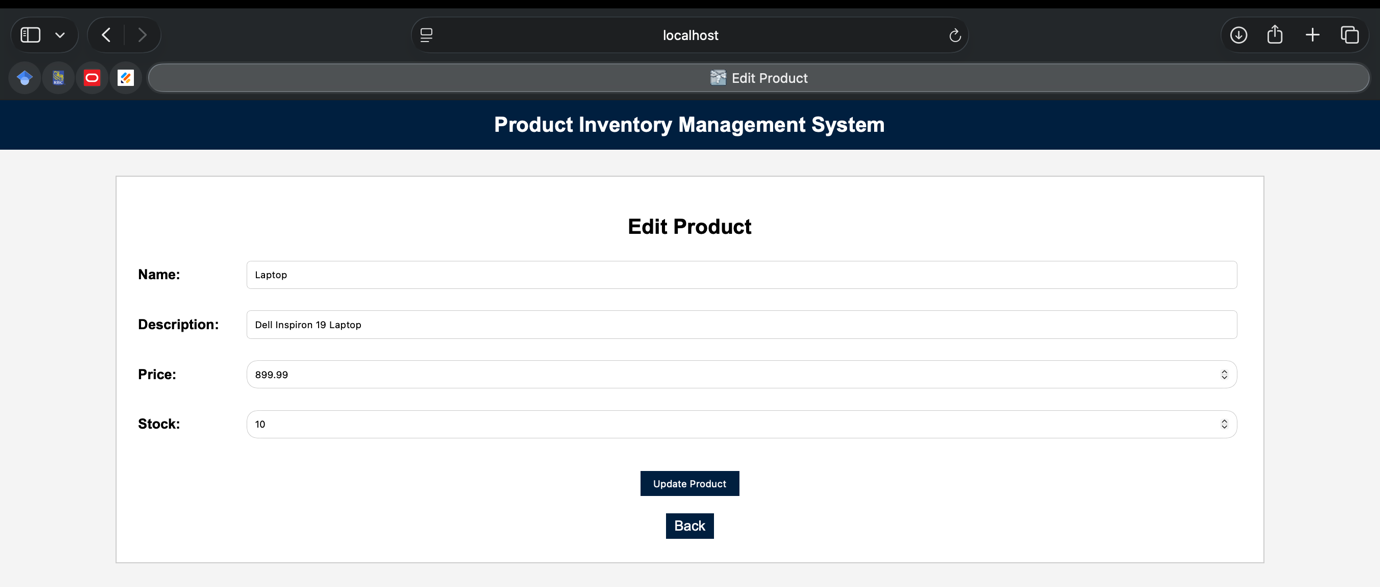 localhost
Edit Product
Product Inventory Management System
Edit Product
Name:
Laptop
Description:
Dell Inspiron 19 Laptop
Price:
899.99
Stock:
10
Update Product
Back